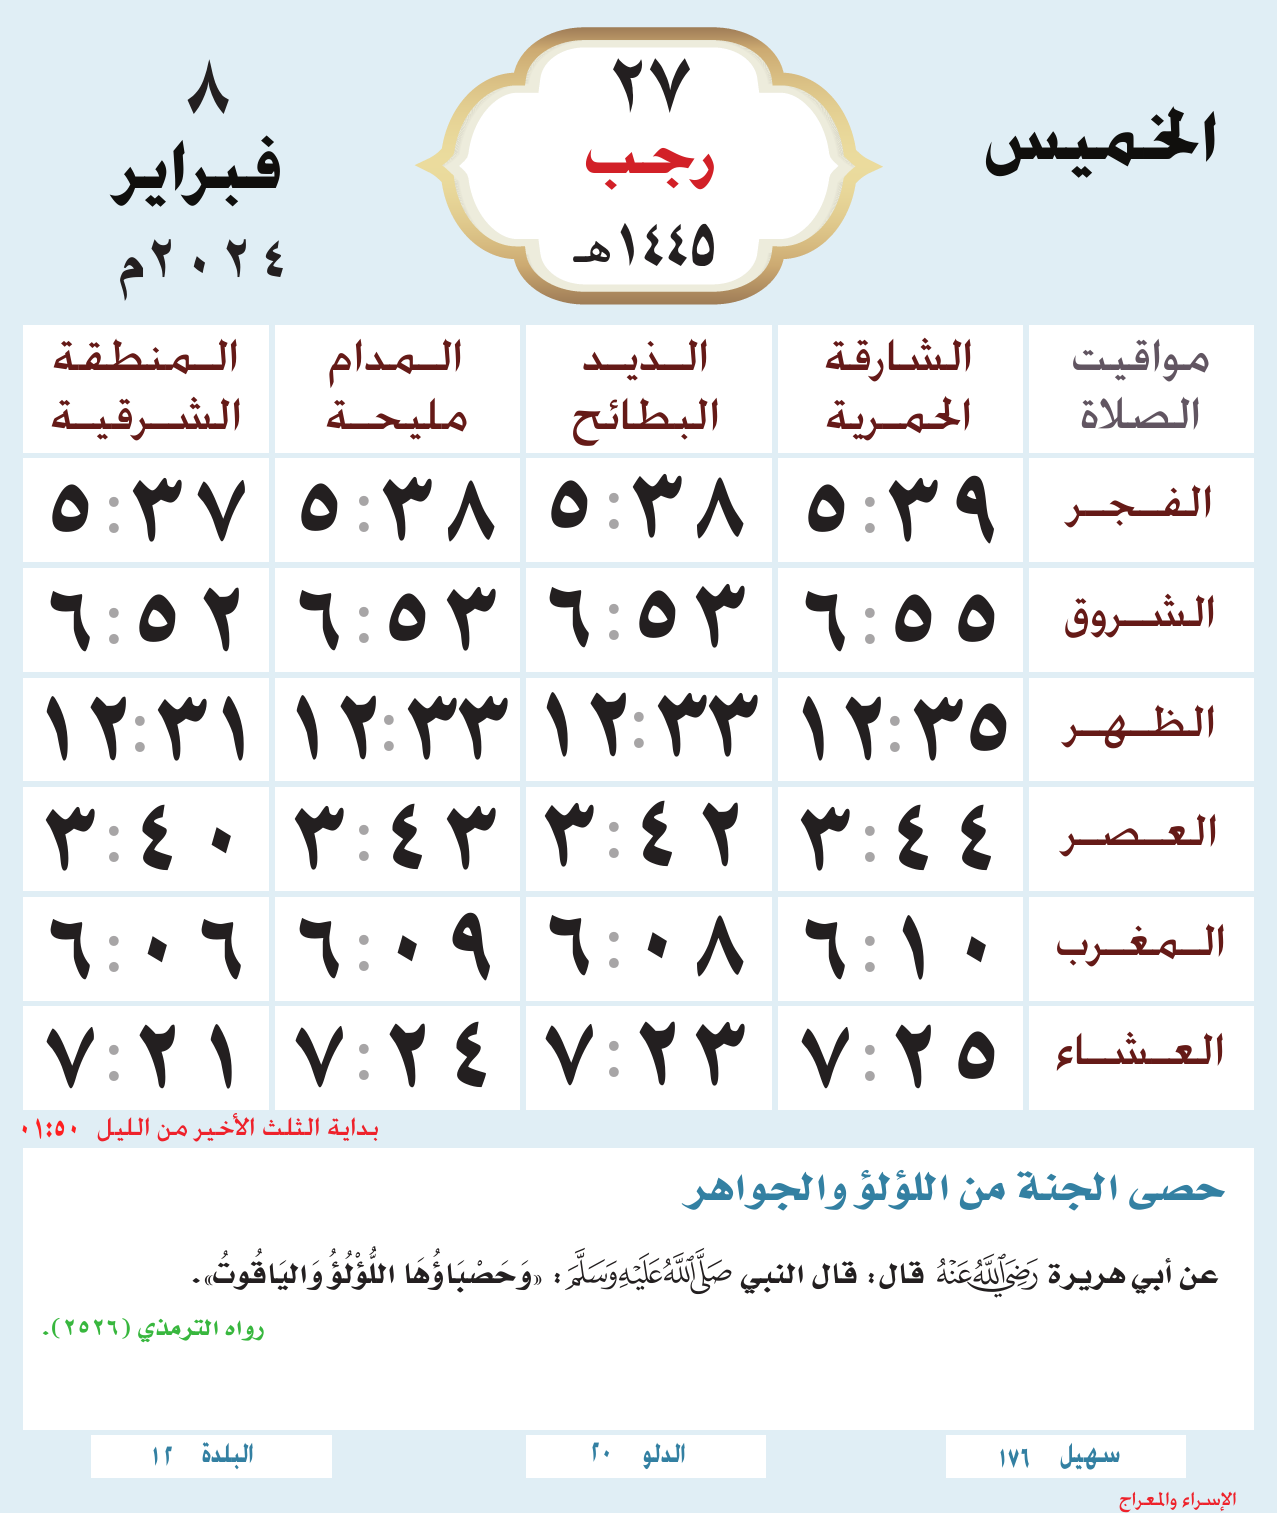 الخميس
٢٧
رجب
١٤٤٥هـ
٨
فبراير
٢٠٢٤م
مواقيت الصلاة
الشارقة الحمرية
الذيد البطائح
المدام مليحة
المنطقة الشرقية
الفجر ٥:٣٩ ٥:٣٨ ٥:٣٨ ٥:٣٧
الشروق ٦:٥٥ ٦:٥٣ ٦:٥٣ ٦:٥٢
الظهر ١٢:٣٥ ١٢:٣٣ ١٢:٣٣ ١٢:٣١
العصر ٣:٤٤ ٣:٤٢ ٣:٤٣ ٣:٤٠
المغرب ٦:١٠ ٦:٠٨ ٦:٠٩ ٦:٠٦
العشاء ٧:٢٥ ٧:٢٣ ٧:٢٤ ٧:٢١
بداية الثلث الأخير من الليل ٠١:٥٠
حصى الجنة من اللؤلؤ والجواهر
عن أبي هريرة رَضِيَ اللَّهُ عَنْهُ قال: قال النبي صَلَّى اللَّهُ عَلَيْهِ وَسَلَّمَ: «وَحَصْبَاؤُهَا اللُّؤْلُؤُ وَاليَاقُوتُ».
رواه الترمذي (٢٥٢٦).
سهيل ١٧٦
الدلو ٢٠
البلدة ١٢
الإسراء والمعراج